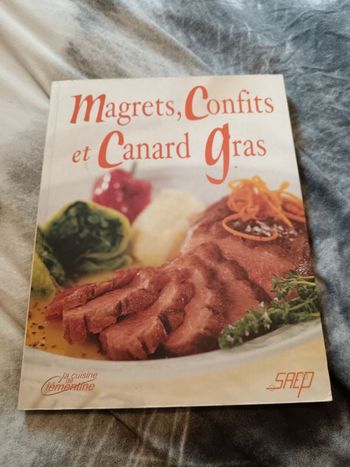 Magrets, Confits
et Canard gras
la cuisine
de
Clémentine
SAEP